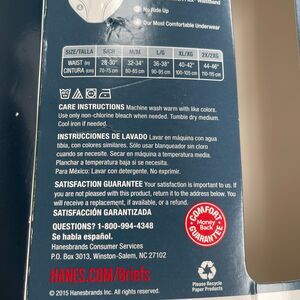 Waistband
No Ride Up
Our Most Comfortable Underwear
SIZE/TALLA S/CH M/M L/G XL/XG 2X/2XG
WAIST (in) 28-30" 32-34" 36-38" 40-42" 44-46"
CINTURA (cm) 70-75 cm 80-85 cm 90-95 cm 100-105 cm 110-115 cm
CARE INSTRUCTIONS Machine wash warm with like colors.
Use only non-chlorine bleach when needed. Tumble dry medium.
Cool iron if needed.
INSTRUCCIONES DE LAVADO: Lavar en máquina con agua
tibia, con colores similares. Sólo usar blanqueador sin cloro
cuando se necesite. Secar en máquina a temperatura media.
Planchar a temperatura baja si se necesita.
Para México: Lavar con detergente. No exprimir.
SATISFACTION GUARANTEE Your satisfaction is important to us. If
you are not pleased with this product, return it to the address below.
You will receive a replacement, if available, or refund, including
postage.
SATISFACCIÓN GARANTIZADA
QUESTIONS? 1-800-994-4348
Se habla español.
Hanesbrands Consumer Services
P.O. Box 3013, Winston-Salem, NC 27102
HANES.COM/Briefs
© 2015 Hanesbrands Inc. All rights reserved.
COMFORT
Money
Back
GUARANTEE
Please Recycle
Paper Products